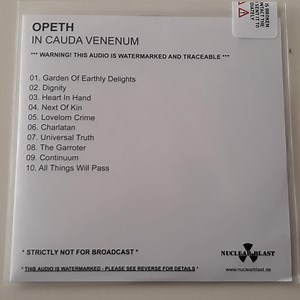 OPETH
IN CAUDA VENENUM
*** WARNING! THIS AUDIO IS WATERMARKED AND TRACEABLE ***
01. Garden Of Earthly Delights
02. Dignity
03. Heart In Hand
04. Next Of Kin
05. Lovelorn Crime
06. Charlatan
07. Universal Truth
08. The Garroter
09. Continuum
10. All Things Will Pass
* STRICTLY NOT FOR BROADCAST *
* THIS AUDIO IS WATERMARKED - PLEASE SEE REVERSE FOR DETAILS *
NUCLEAR BLAST
www.nuclearblast.de